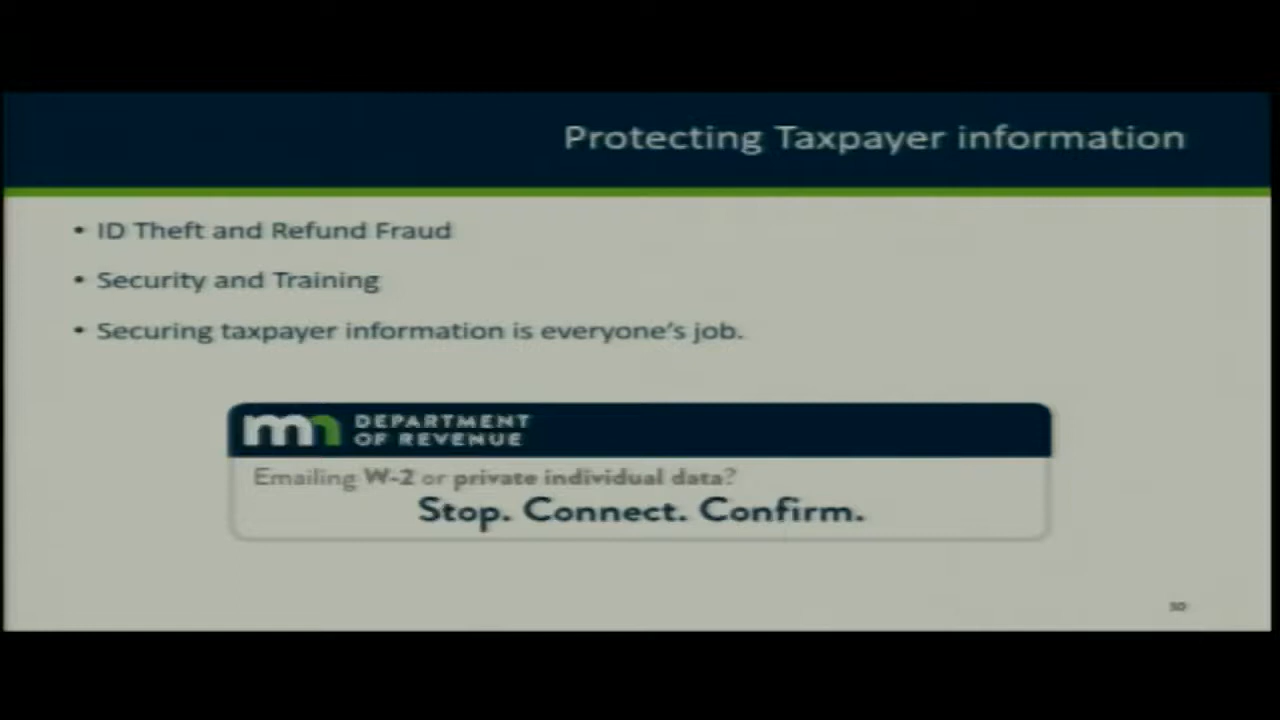 Protecting Taxpayer information
• ID Theft and Refund Fraud
• Security and Training
• Securing taxpayer information is everyone's job.
mn DEPARTMENT
OF REVENUE
Emailing W-2 or private individual data?
Stop. Connect. Confirm.